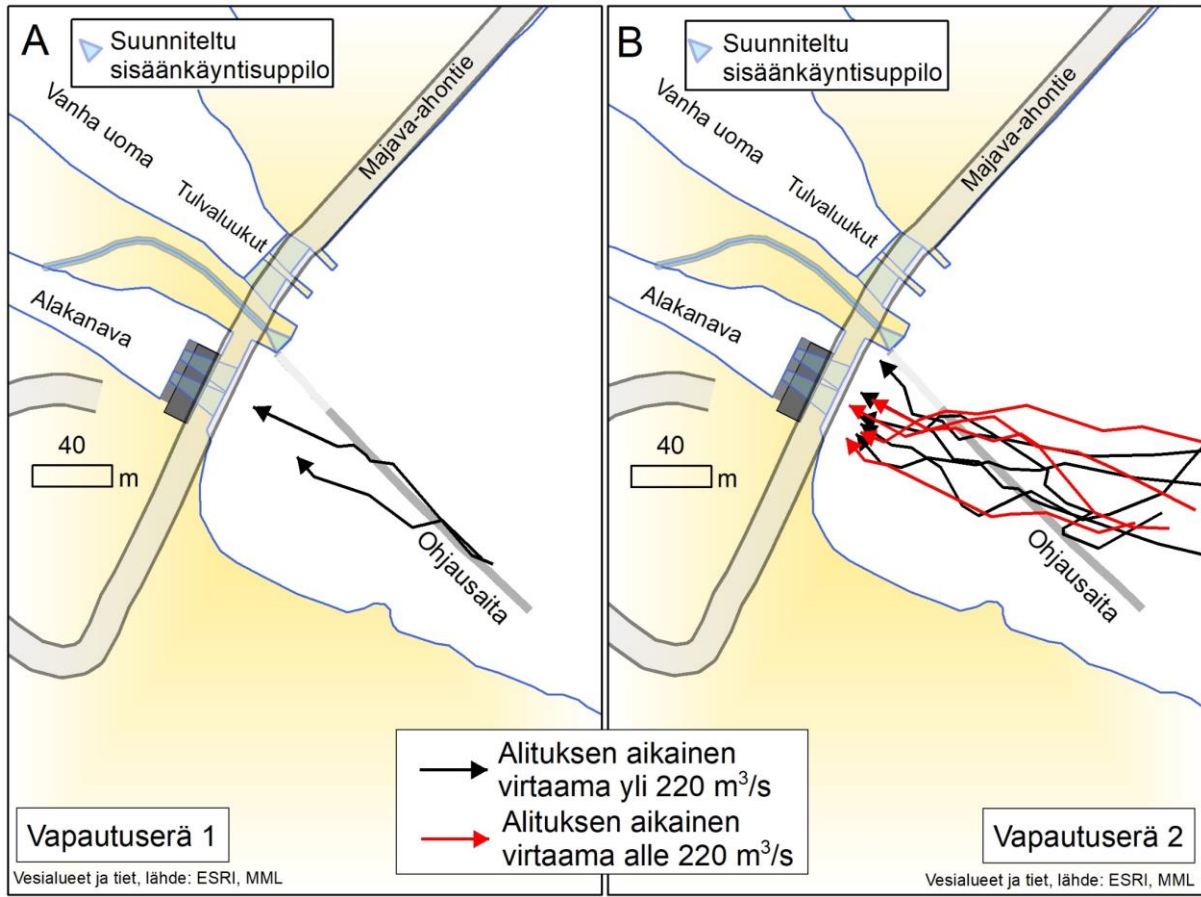 A
Suunniteltu
sisäänkäyntisuppilo
Vanha uoma
Tulvaluukut
Majava-ahontie
Alakanava
40
m
Ohjausaita
Vapautuserä 1
Vesialueet ja tiet, lähde: ESRI, MML
B
Suunniteltu
sisäänkäyntisuppilo
Vanha uoma
Tulvaluukut
Majava-ahontie
Alakanava
40
m
Ohjausaita
Alituksen aikainen
virtaama yli 220 m³/s
Alituksen aikainen
virtaama alle 220 m³/s
Vapautuserä 2
Vesialueet ja tiet, lähde: ESRI, MML